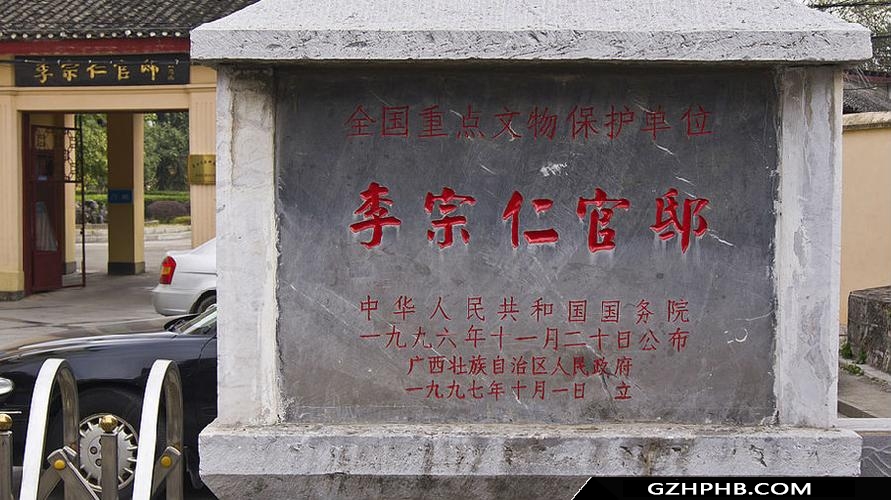 李宗仁官邸
全国重点文物保护单位
李宗仁官邸
中华人民共和国国务院
一九九六年十一月二十日公布
广西壮族自治区人民政府
一九九七年十月一日 立
GZHPHB.COM